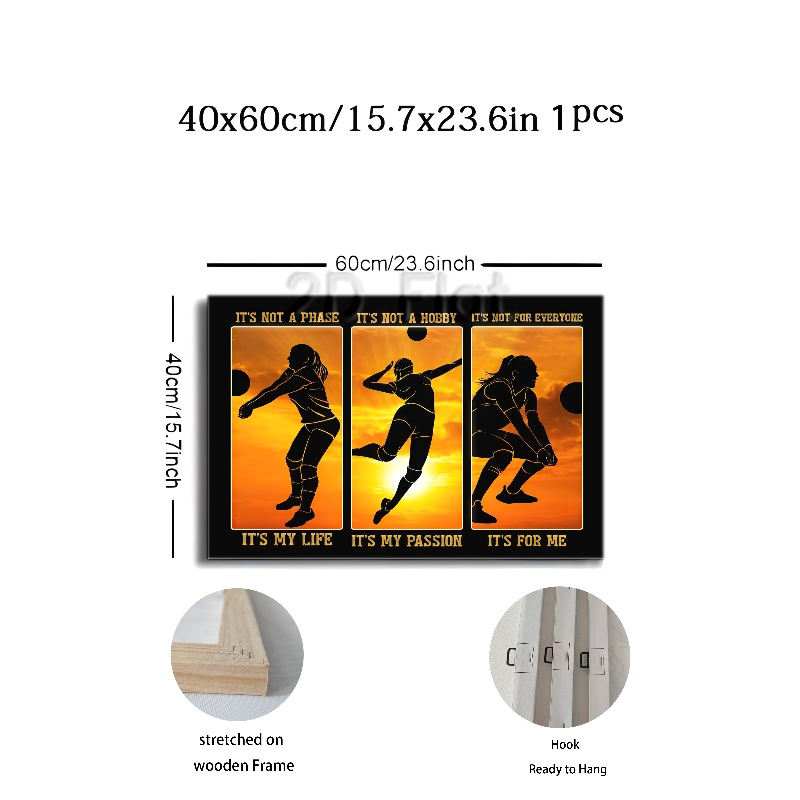 40x60cm/15.7x23.6in 1pcs
60cm/23.6inch
2D Flat
40cm/15.7inch
IT'S NOT A PHASE
IT'S NOT A HOBBY
IT'S NOT FOR EVERYONE
IT'S MY LIFE
IT'S MY PASSION
IT'S FOR ME
stretched on
wooden Frame
Hook
Ready to Hang